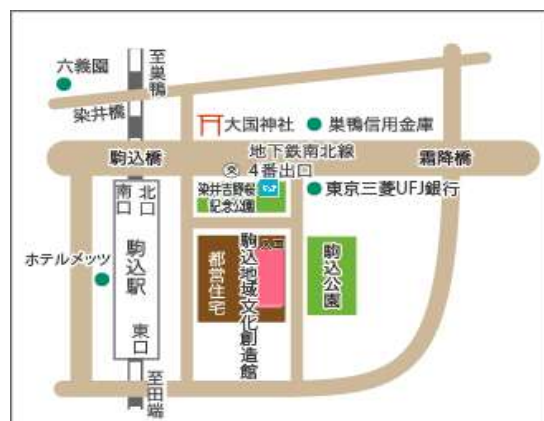 至巣鴨
六義園
染井橋
大国神社
巣鴨信用金庫
駒込橋
地下鉄南北線
4番出口
霜降橋
染井吉野桜
記念公園
東京三菱UFJ銀行
南口
北口
駒込駅
東口
ホテルメッツ
都営住宅
駒込地域文化創造館
入口
駒込公園
至田端